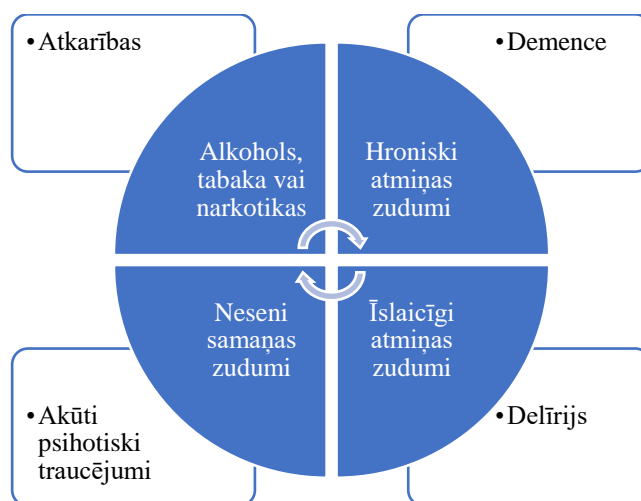 •Atkarības
•Demence
Alkohols,
tabaka vai
narkotikas
Hroniski
atmiņas
zudumi
Neseni
samaņas
zudumi
Īslaicīgi
atmiņas
zudumi
•Akūti
psihotiski
traucējumi
•Delīrijs